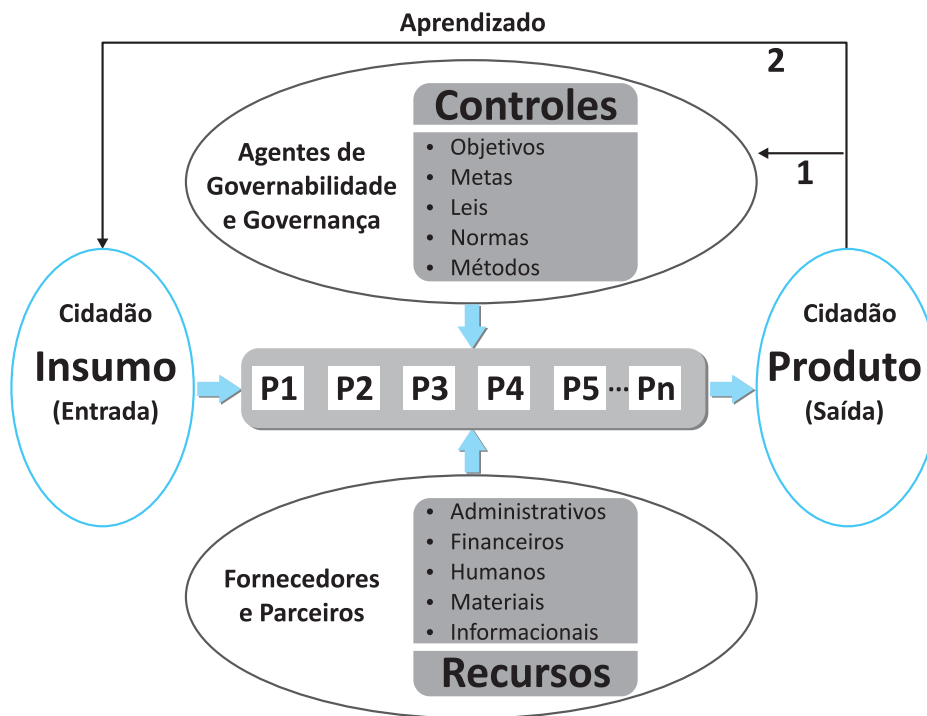 Aprendizado
2
Controles
Agentes de
Governabilidade
e Governança
• Objetivos
• Metas
• Leis
• Normas
• Métodos
1
Cidadão
Insumo
(Entrada)
P1 P2 P3 P4 P5 ... Pn
Cidadão
Produto
(Saída)
Fornecedores
e Parceiros
• Administrativos
• Financeiros
• Humanos
• Materiais
• Informacionais
Recursos